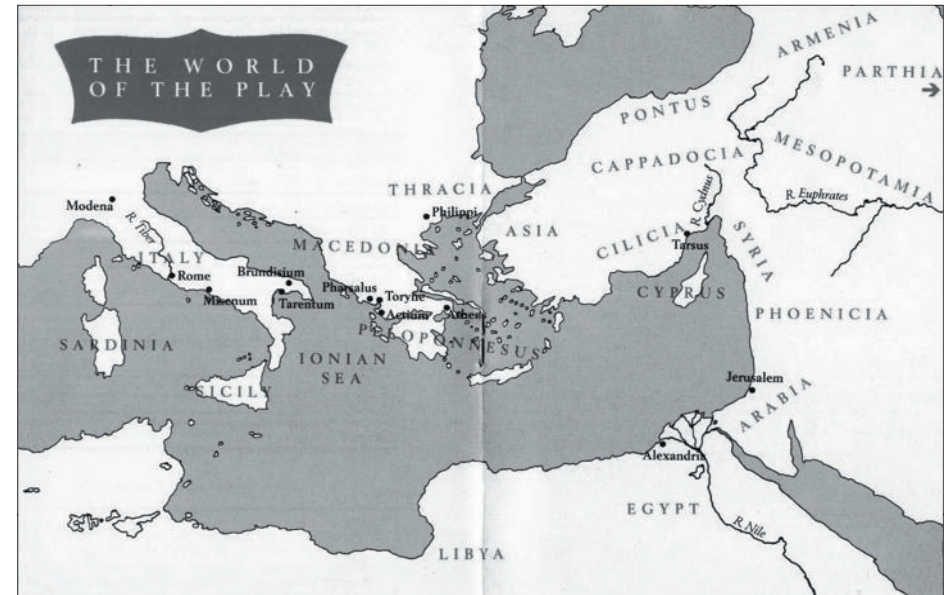 THE WORLD
OF THE PLAY
ARMENIA
PARTHIA
PONTUS
CAPPADOCIA
MESOPOTAMIA
R. Euphrates
THRACIA
Philippi
Modena
R. Tiber
ITALY
MACEDONIA
ASIA
CILICIA
R. Cydnus
Tarsus
SYRIA
Rome
Brundisium
Misenum
Tarentum
Pharsalus
Toryne
Actium
Athens
CYPRUS
PHOENICIA
SARDINIA
PELOPONNESUS
IONIAN
SEA
SICILY
Jerusalem
ARABIA
Alexandria
EGYPT
R. Nile
LIBYA